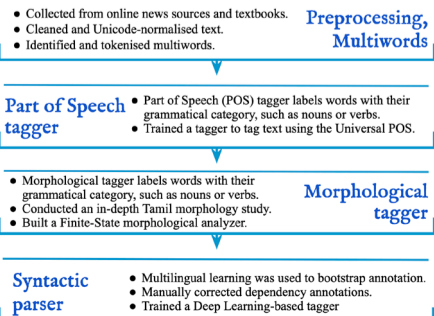 ● Collected from online news sources and textbooks.
● Cleaned and Unicode-normalised text.
● Identified and tokenised multiwords.
Preprocessing,
Multiwords
Part of Speech
tagger
● Part of Speech (POS) tagger labels words with their
grammatical category, such as nouns or verbs.
● Trained a tagger to tag text using the Universal POS.
● Morphological tagger labels words with their
grammatical category, such as nouns or verbs.
● Conducted an in-depth Tamil morphology study.
● Built a Finite-State morphological analyzer.
Morphological
tagger
Syntactic
parser
● Multilingual learning was used to bootstrap annotation.
● Manually corrected dependency annotations.
● Trained a Deep Learning-based tagger